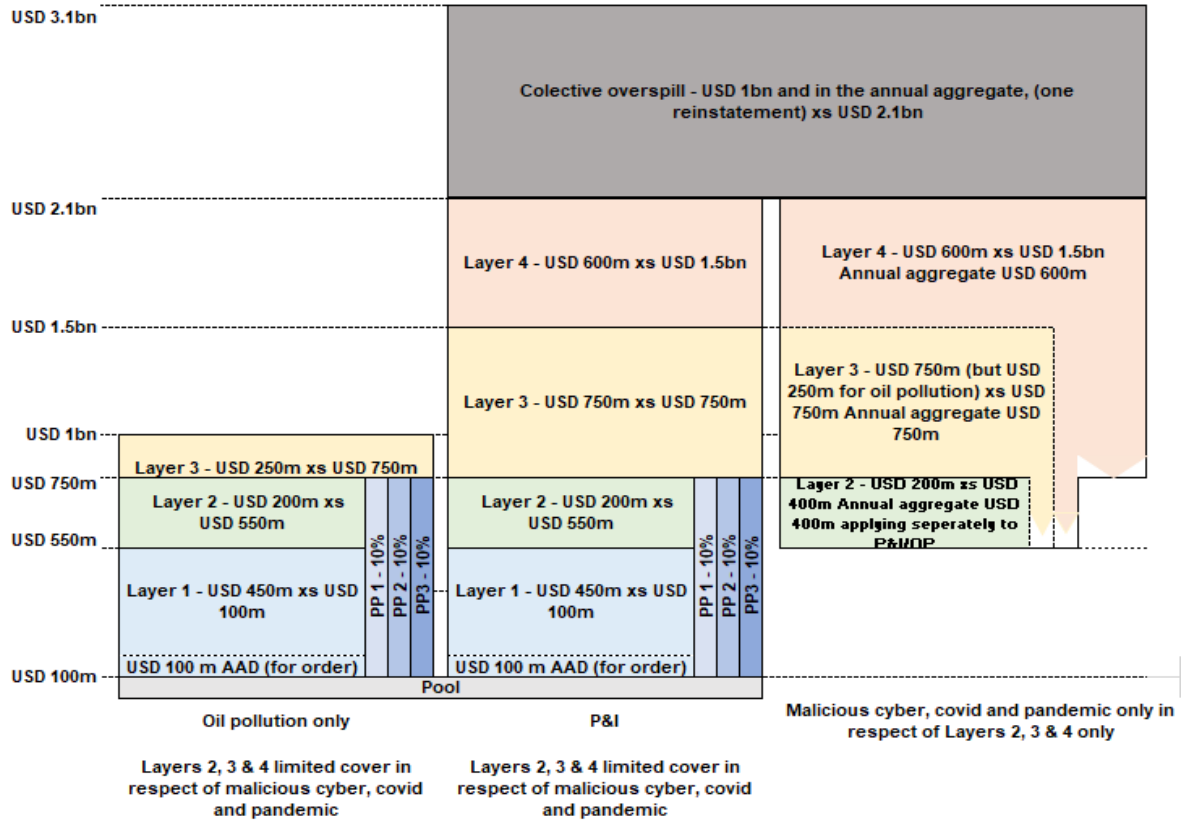 USD 3.1bn
Colective overspill - USD 1bn and in the annual aggregate, (one
reinstatement) xs USD 2.1bn
USD 2.1bn
Layer 4 - USD 600m xs USD 1.5bn
Layer 4 - USD 600m xs USD 1.5bn
Annual aggregate USD 600m
USD 1.5bn
Layer 3 - USD 750m xs USD 750m
Layer 3 - USD 750m (but USD
250m for oil pollution) xs USD
750m Annual aggregate USD
750m
USD 1bn
Layer 3 - USD 250m xs USD 750m
USD 750m
Layer 2 - USD 200m xs
USD 550m
Layer 2 - USD 200m xs
USD 550m
Layer 2 - USD 200m xs USD
400m Annual aggregate USD
400m applying seperately to
P&I/OP
USD 550m
Layer 1 - USD 450m xs USD
100m
PP 1 - 10%
PP 2 - 10%
PP3 - 10%
Layer 1 - USD 450m xs USD
100m
PP 1 - 10%
PP 2 - 10%
PP3 - 10%
USD 100 m AAD (for order)
USD 100 m AAD (for order)
USD 100m
Pool
Oil pollution only
P&I
Malicious cyber, covid and pandemic only in
respect of Layers 2, 3 & 4 only
Layers 2, 3 & 4 limited cover in
respect of malicious cyber, covid
and pandemic
Layers 2, 3 & 4 limited cover in
respect of malicious cyber, covid
and pandemic